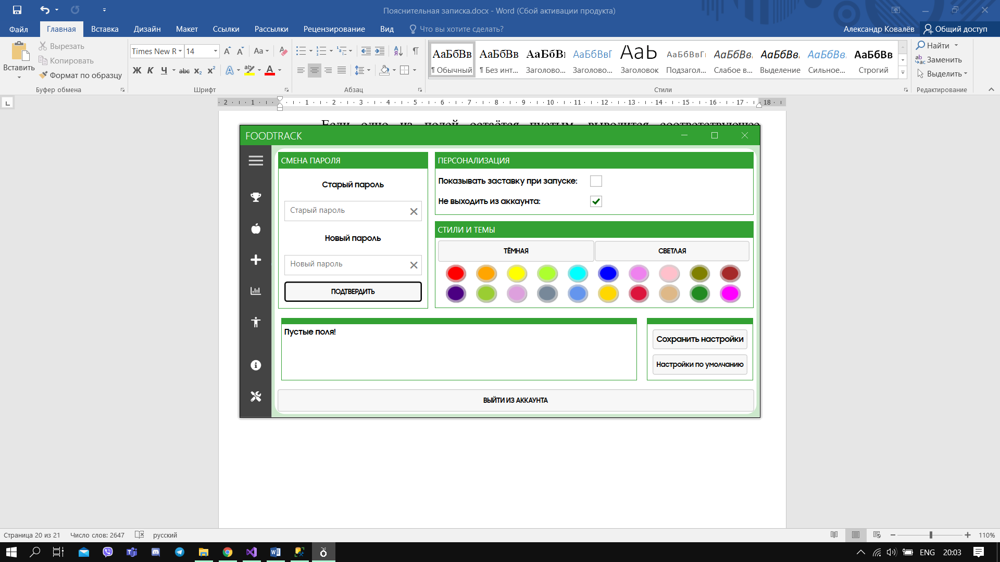 Пояснительная записка.docx - Word (Сбой активации продукта)
Файл Главная Вставка Дизайн Макет Ссылки Рассылки Рецензирование Вид Что вы хотите сделать? Александр Ковалёв Общий доступ
Вставить
Вырезать
Копировать
Формат по образцу
Буфер обмена
Times New R 14
Aa
Ж К Ч abc x₂ x²
Шрифт
Абзац
АаБбВв АаБбВв АаБбВ АаБбВвГ АаЬ АаБбВвГ АаБбВв АаБбВв АаБбВв АаБбВв
¶ Обычный ¶ Без инт... Заголово... Заголово... Заголовок Подзагол... Слабое в... Выделение Сильное... Строгий
Стили
Найти
Заменить
Выделить
Редактирование
2 1 1 2 3 4 5 6 7 8 9 10 11 12 13 14 15 16 17 18
Если одно из полей остаётся пустым, выводится соответствующее
FOODTRACK
СМЕНА ПАРОЛЯ
Старый пароль
Старый пароль
Новый пароль
Новый пароль
ПОДТВЕРДИТЬ
ПЕРСОНАЛИЗАЦИЯ
Показывать заставку при запуске:
Не выходить из аккаунта:
СТИЛИ И ТЕМЫ
ТЁМНАЯ СВЕТЛАЯ
Пустые поля!
Сохранить настройки
Настройки по умолчанию
ВЫЙТИ ИЗ АККАУНТА
Страница 20 из 21 Число слов: 2647 русский 110%
ENG 20:03